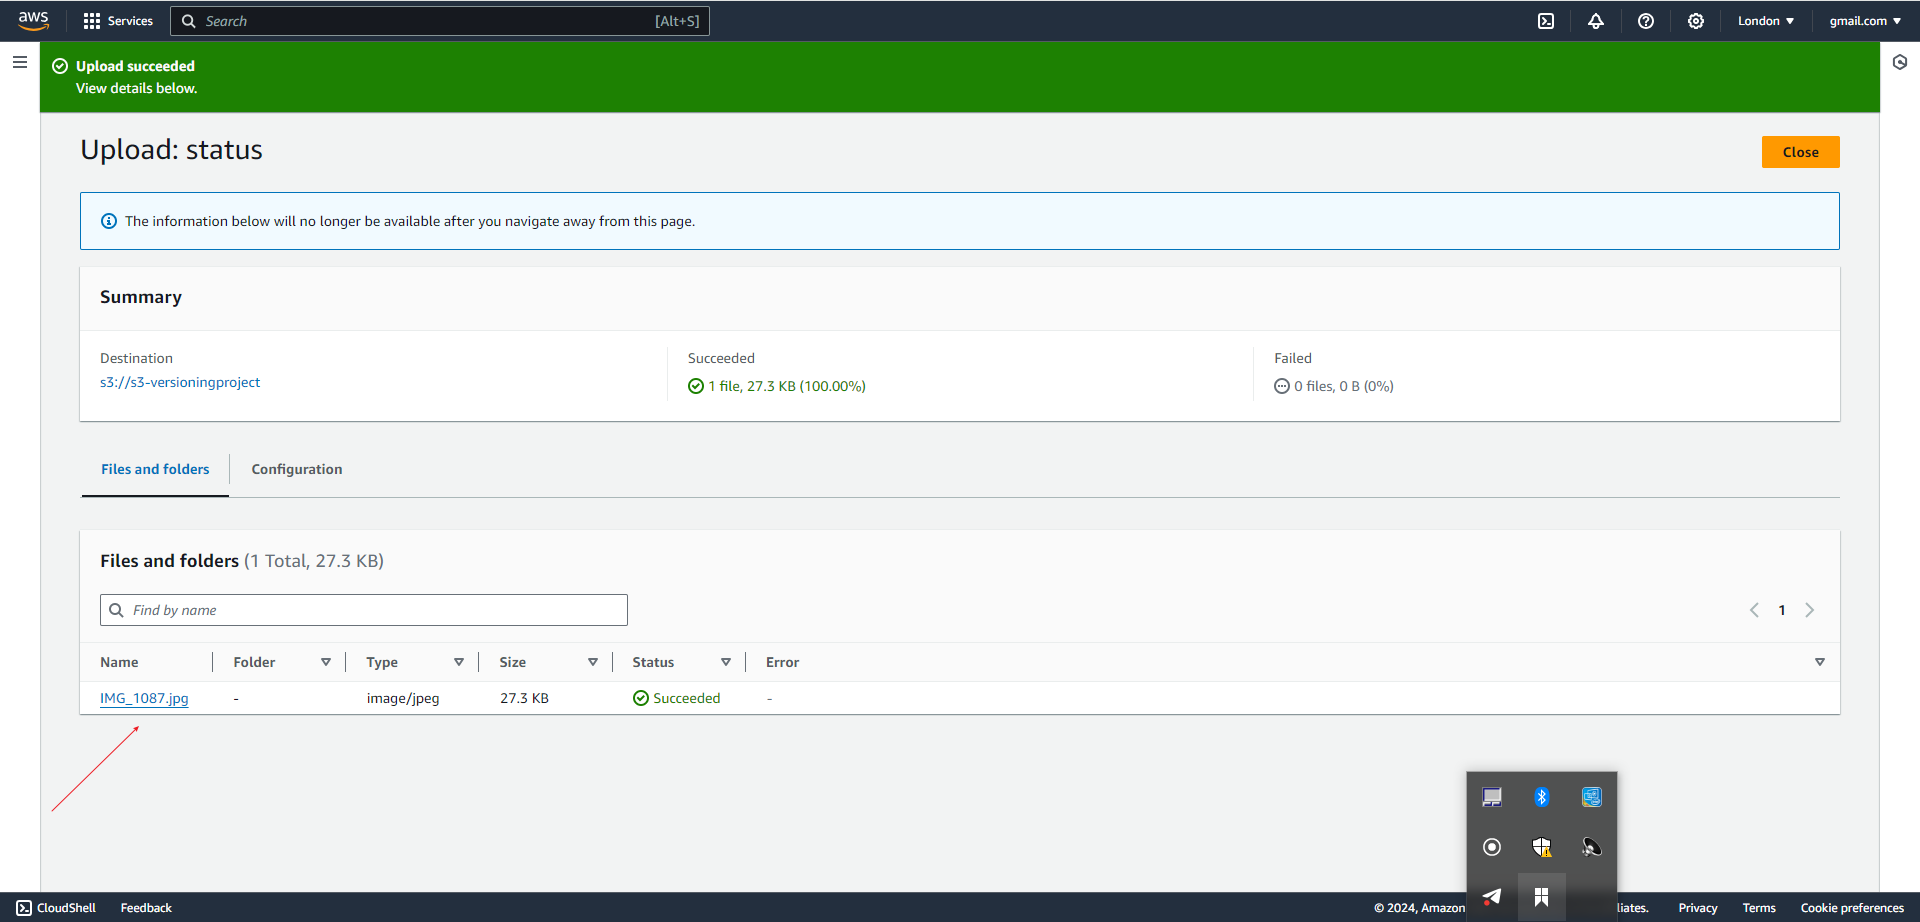 aws
Services
Search
[Alt+S]
London
gmail.com
Upload succeeded
View details below.
Upload: status
Close
The information below will no longer be available after you navigate away from this page.
Summary
Destination
s3://s3-versioningproject
Succeeded
1 file, 27.3 KB (100.00%)
Failed
0 files, 0 B (0%)
Files and folders
Configuration
Files and folders (1 Total, 27.3 KB)
Find by name
1
Name Folder Type Size Status Error
IMG_1087.jpg - image/jpeg 27.3 KB Succeeded -
CloudShell
Feedback
© 2024, Amazon
liates.
Privacy
Terms
Cookie preferences